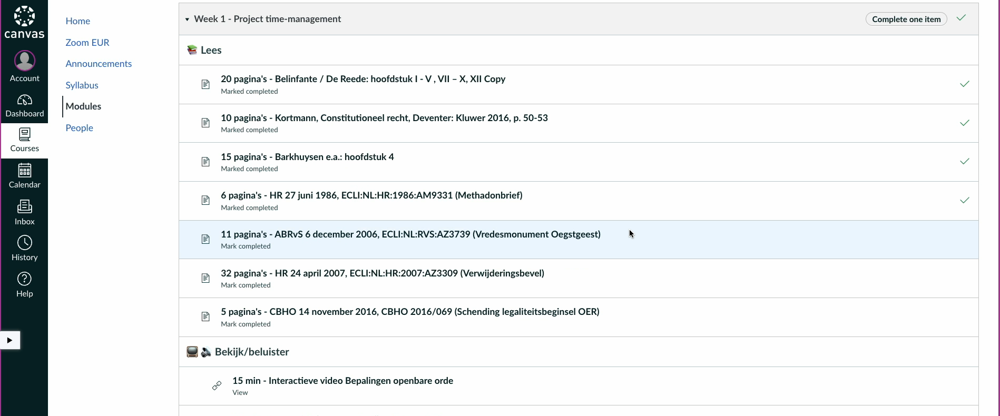 canvas
Account
Dashboard
Courses
Calendar
Inbox
History
Help
Home
Zoom EUR
Announcements
Syllabus
Modules
People
Week 1 - Project time-management
Complete one item
Lees
20 pagina's - Belinfante / De Reede: hoofdstuk I - V , VII – X, XII Copy
Marked completed
10 pagina's - Kortmann, Constitutioneel recht, Deventer: Kluwer 2016, p. 50-53
Marked completed
15 pagina's - Barkhuysen e.a.: hoofdstuk 4
Marked completed
6 pagina's - HR 27 juni 1986, ECLI:NL:HR:1986:AM9331 (Methadonbrief)
Marked completed
11 pagina's - ABRvS 6 december 2006, ECLI:NL:RVS:AZ3739 (Vredesmonument Oegstgeest)
Mark completed
32 pagina's - HR 24 april 2007, ECLI:NL:HR:2007:AZ3309 (Verwijderingsbevel)
Mark completed
5 pagina's - CBHO 14 november 2016, CBHO 2016/069 (Schending legaliteitsbeginsel OER)
Mark completed
Bekijk/beluister
15 min - Interactieve video Bepalingen openbare orde
View